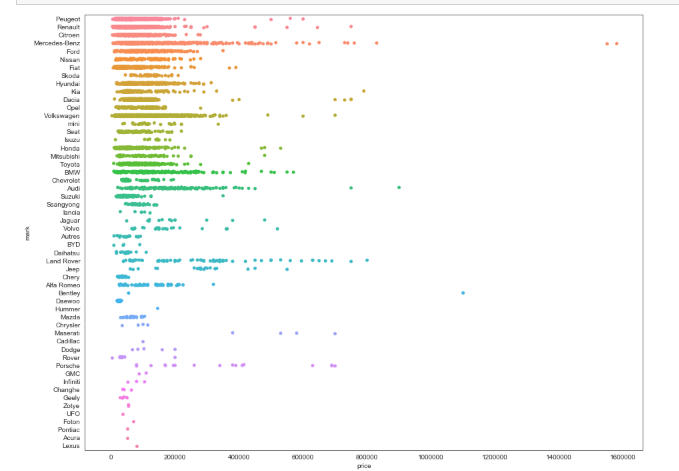 Peugeot
Renault
Citroen
Mercedes-Benz
Ford
Nissan
Fiat
Skoda
Hyundai
Kia
Dacia
Opel
Volkswagen
mini
Seat
Isuzu
Honda
Mitsubishi
Toyota
BMW
Chevrolet
Audi
Suzuki
Ssangyong
lancia
Jaguar
Volvo
Autres
BYD
Daihatsu
Land Rover
Jeep
Chery
Alfa Romeo
Bentley
Daewoo
Hummer
Mazda
Chrysler
Maserati
Cadillac
Dodge
Rover
Porsche
GMC
Infiniti
Changhe
Geely
Zotye
UFO
Foton
Pontiac
Acura
Lexus
mark
0 200000 400000 600000 800000 1000000 1200000 1400000 1600000
price